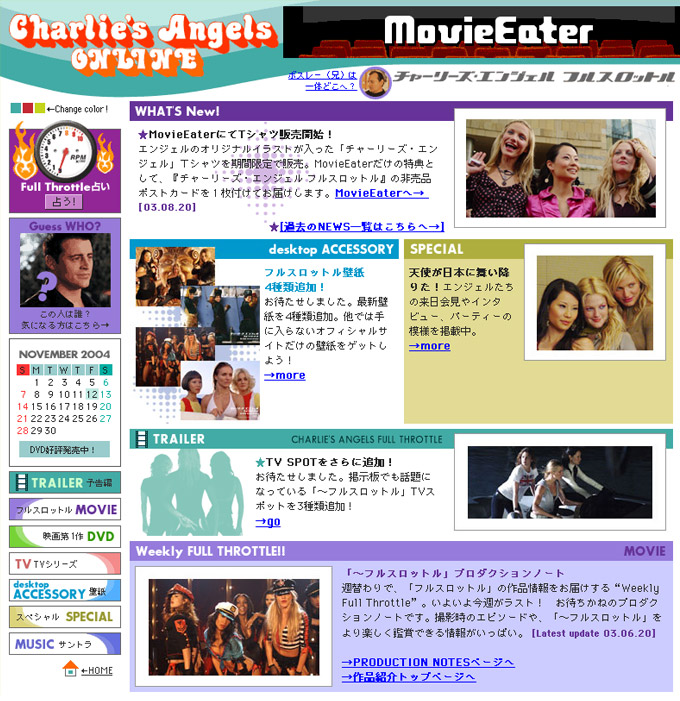 Charlie's Angels
ONLINE
MovieEater
ボスレー（兄）は
一体どこへ？
チャーリーズ・エンジェル フルスロットル
←Change color!
RPM
Full Throttle占い
占う!
Guess WHO?
?
この人は誰？
気になる方はこちら→
NOVEMBER 2004
S M T W T F S
1 2 3 4 5 6
7 8 9 10 11 12 13
14 15 16 17 18 19 20
21 22 23 24 25 26 27
28 29 30
DVD好評発売中！
TRAILER 予告編
フルスロットル MOVIE
映画第1作 DVD
TV TVシリーズ
desktop
ACCESSORY 壁紙
スペシャル SPECIAL
MUSIC サントラ
←HOME
WHAT'S New!
★MovieEaterにてTシャツ販売開始！
エンジェルのオリジナルイラストが入った「チャーリーズ・エン
ジェル」Tシャツを期間限定で販売。MovieEaterだけの特典と
して、『チャーリーズ・エンジェル フルスロットル』の非売品
ポストカードを１枚付けてお届けします。MovieEaterへ→
[03.08.20]
★[過去のNEWS一覧はこちらへ→]
desktop ACCESSORY
フルスロットル壁紙
4種類追加！
お待たせしました。最新壁
紙を4種類追加。他では手
に入らないオフィシャルサ
イトだけの壁紙をゲットし
よう！
→more
SPECIAL
天使が日本に舞い降
りた！エンジェルたち
の来日会見やインタ
ビュー、パーティーの
模様を掲載中。
→more
TRAILER
CHARLIE'S ANGELS FULL THROTTLE
★TV SPOTをさらに追加！
お待たせしました。掲示板でも話題に
なっている「～フルスロットル」TVス
ポットを3種類追加！
→go
Weekly FULL THROTTLE!!
MOVIE
「～フルスロットル」プロダクションノート
週替わりで、「フルスロットル」の作品情報をお届けする“Weekly
Full Throttle”。いよいよ今週がラスト！ お待ちかねのプロダク
ションノートです。撮影時のエピソードや、「～フルスロットル」を
より楽しく鑑賞できる情報がいっぱい。 [Latest update 03.06.20]
→PRODUCTION NOTESページへ
→作品紹介トップページへ